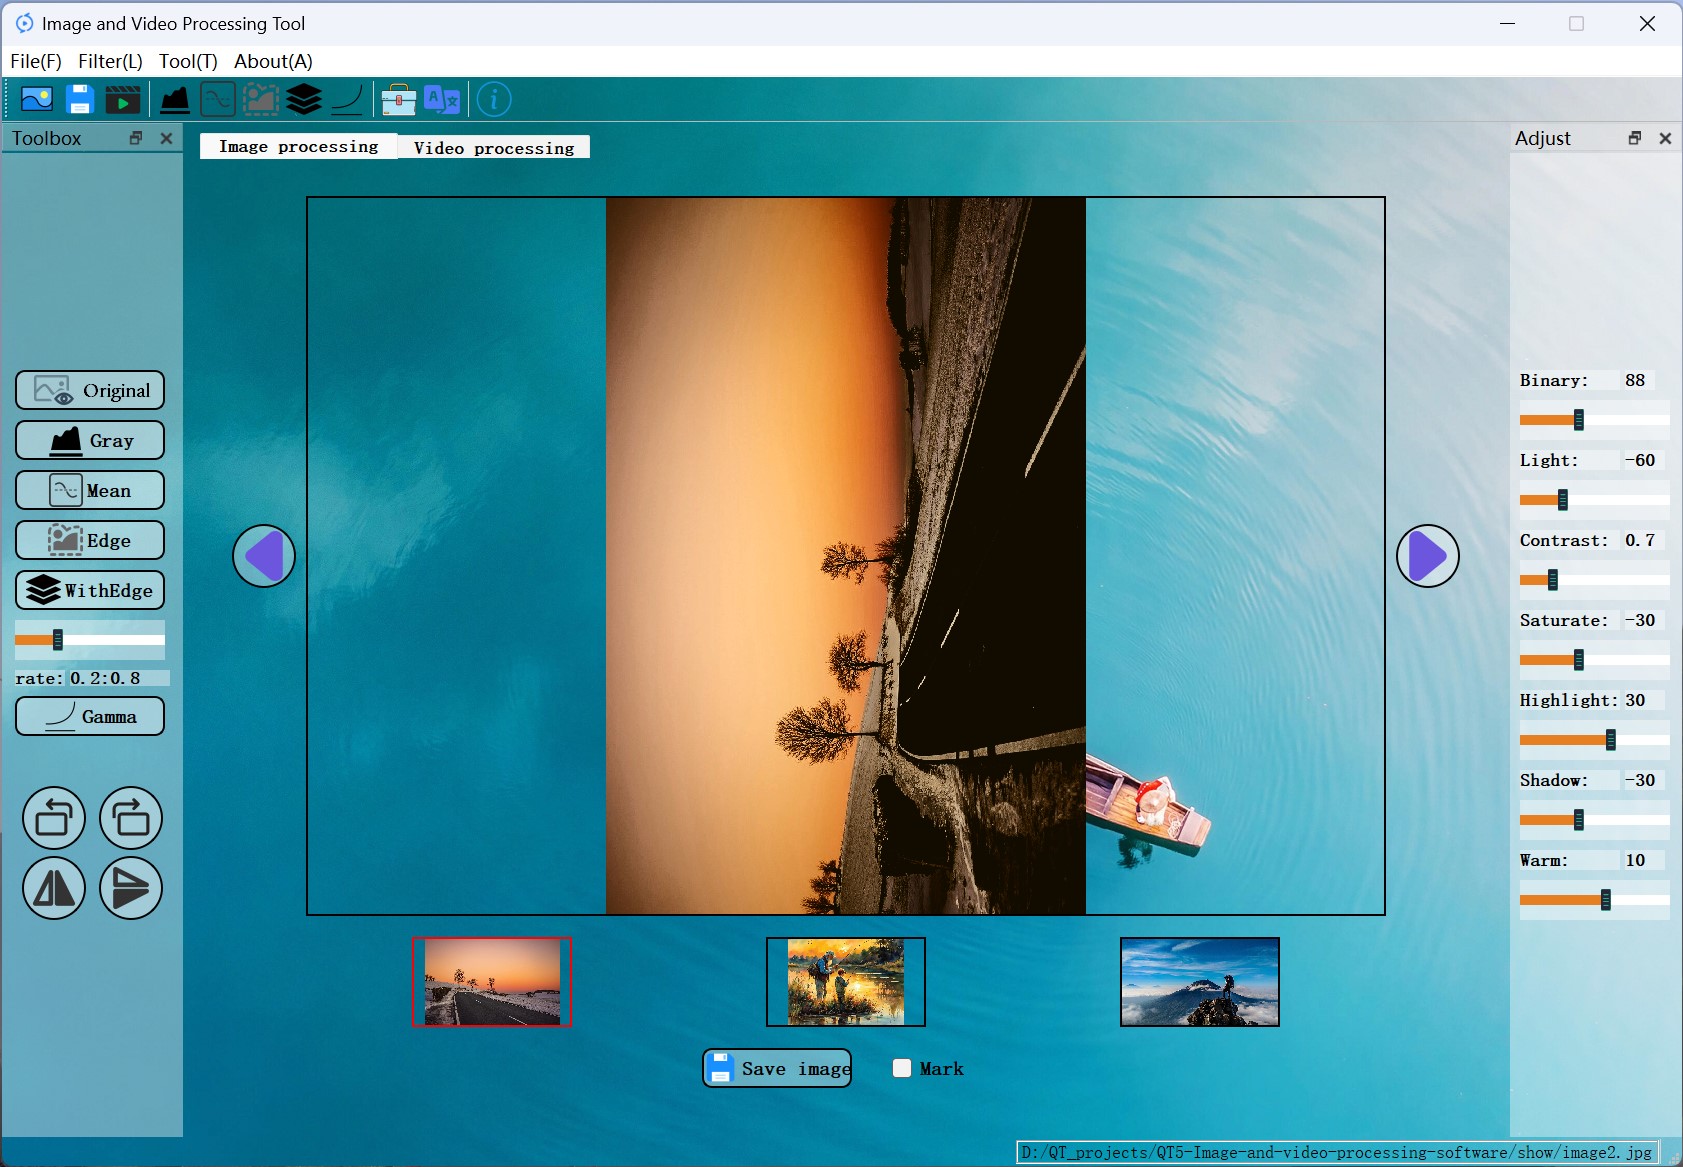 Image and Video Processing Tool
File(F) Filter(L) Tool(T) About(A)
Toolbox
Image processing Video processing
Adjust
Original
Gray
Mean
Edge
WithEdge
rate: 0.2:0.8
Gamma
Binary: 88
Light: -60
Contrast: 0.7
Saturate: -30
Highlight: 30
Shadow: -30
Warm: 10
Save image
Mark
D:/QT_projects/QT5-Image-and-video-processing-software/show/image2.jpg